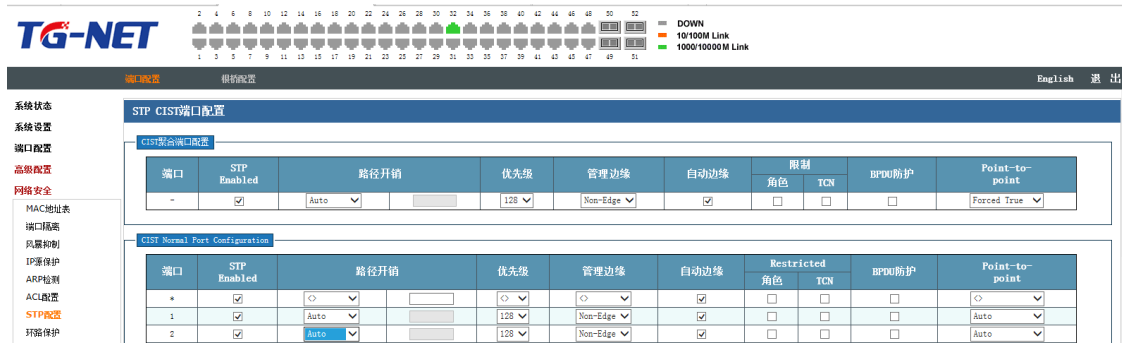 2 4 6 8 10 12 14 16 18 20 22 24 26 28 30 32 34 36 38 40 42 44 46 48 50 52
TG-NET
DOWN
10/100M Link
1000/10000M Link
1 3 5 7 9 11 13 15 17 19 21 23 25 27 29 31 33 35 37 39 41 43 45 47 49 51
端口配置 根桥配置 English 退 出
系统状态
系统设置
端口配置
高级配置
网络安全
MAC地址表
端口隔离
风暴抑制
IP源保护
ARP检测
ACL配置
STP配置
环路保护
STP CIST端口配置
CIST聚合端口配置
端口 STP Enabled 路径开销 优先级 管理边缘 自动边缘 限制 BPDU防护 Point-to-point
角色 TCN
- Auto 128 Non-Edge Forced True
CIST Normal Port Configuration
端口 STP Enabled 路径开销 优先级 管理边缘 自动边缘 Restricted BPDU防护 Point-to-point
角色 TCN
* <> <> <> <>
1 Auto 128 Non-Edge Auto
2 Auto 128 Non-Edge Auto